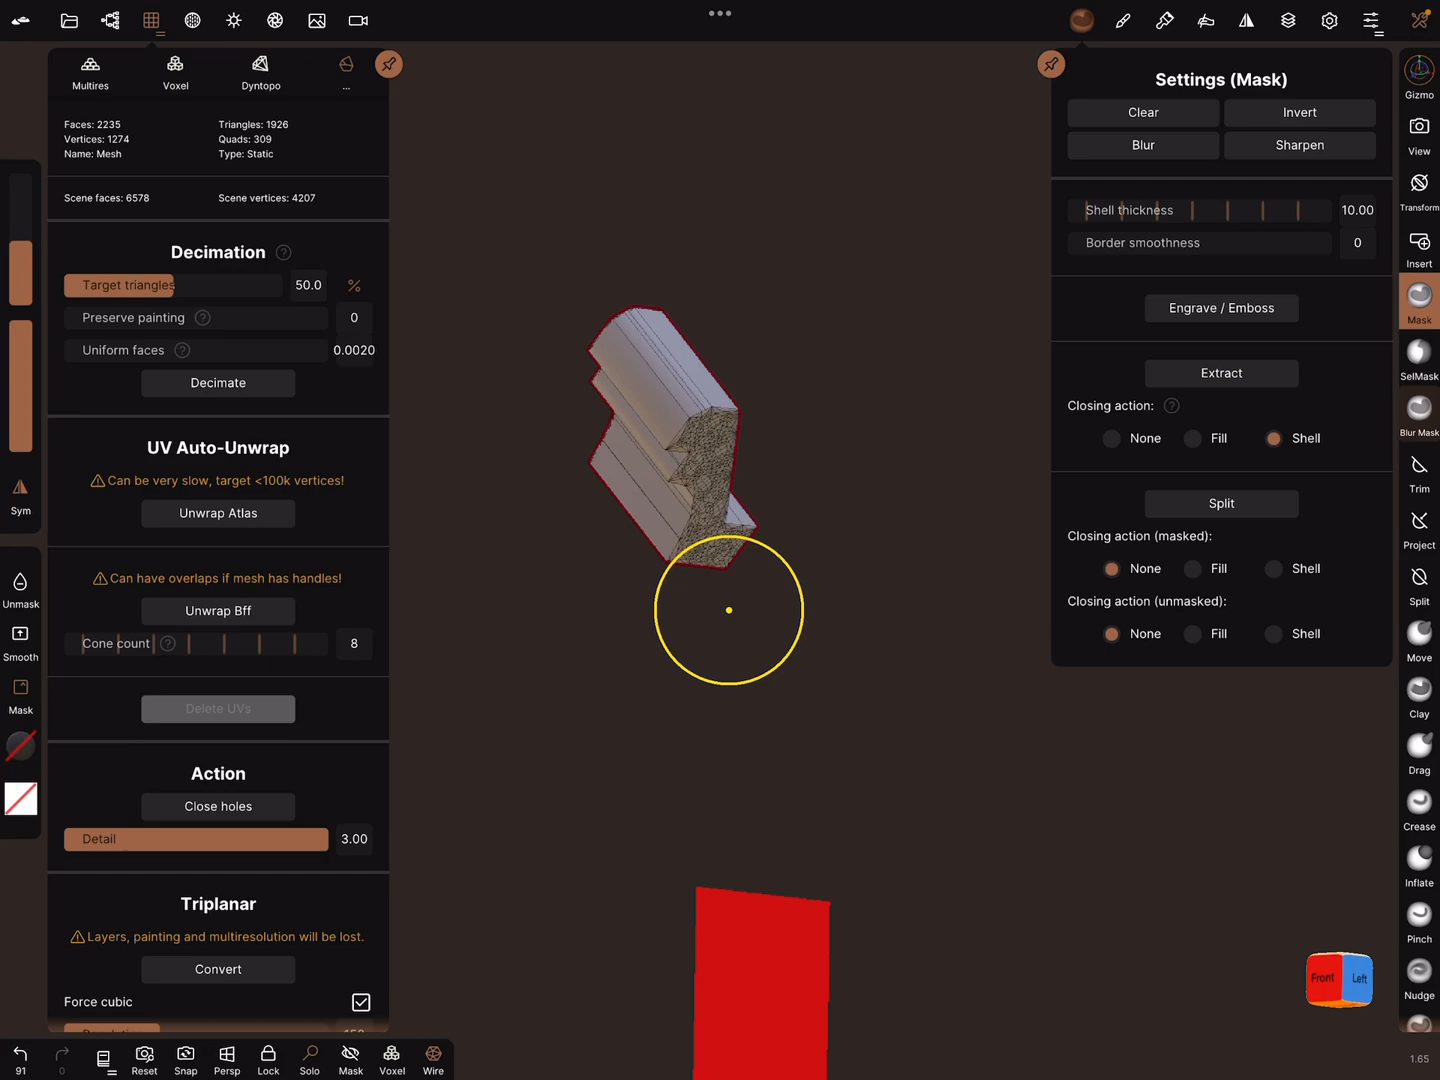 Multires
Voxel
Dyntopo
...
Faces: 2235
Triangles: 1926
Vertices: 1274
Quads: 309
Name: Mesh
Type: Static
Scene faces: 6578
Scene vertices: 4207
Decimation ?
Target triangles 50.0 %
Preserve painting ? 0
Uniform faces ? 0.0020
Decimate
UV Auto-Unwrap
Can be very slow, target <100k vertices!
Unwrap Atlas
Can have overlaps if mesh has handles!
Unwrap Bff
Cone count ? 8
Delete UVs
Action
Close holes
Detail 3.00
Triplanar
Layers, painting and multiresolution will be lost.
Convert
Force cubic
Sym
Unmask
Smooth
Mask
91
0
Reset
Snap
Persp
Lock
Solo
Mask
Voxel
Wire
Settings (Mask)
Clear
Invert
Blur
Sharpen
Shell thickness 10.00
Border smoothness 0
Engrave / Emboss
Extract
Closing action: ?
None
Fill
Shell
Split
Closing action (masked):
None
Fill
Shell
Closing action (unmasked):
None
Fill
Shell
Gizmo
View
Transform
Insert
Mask
SelMask
Blur Mask
Trim
Project
Split
Move
Clay
Drag
Crease
Inflate
Pinch
Nudge
Front
Left
1.65